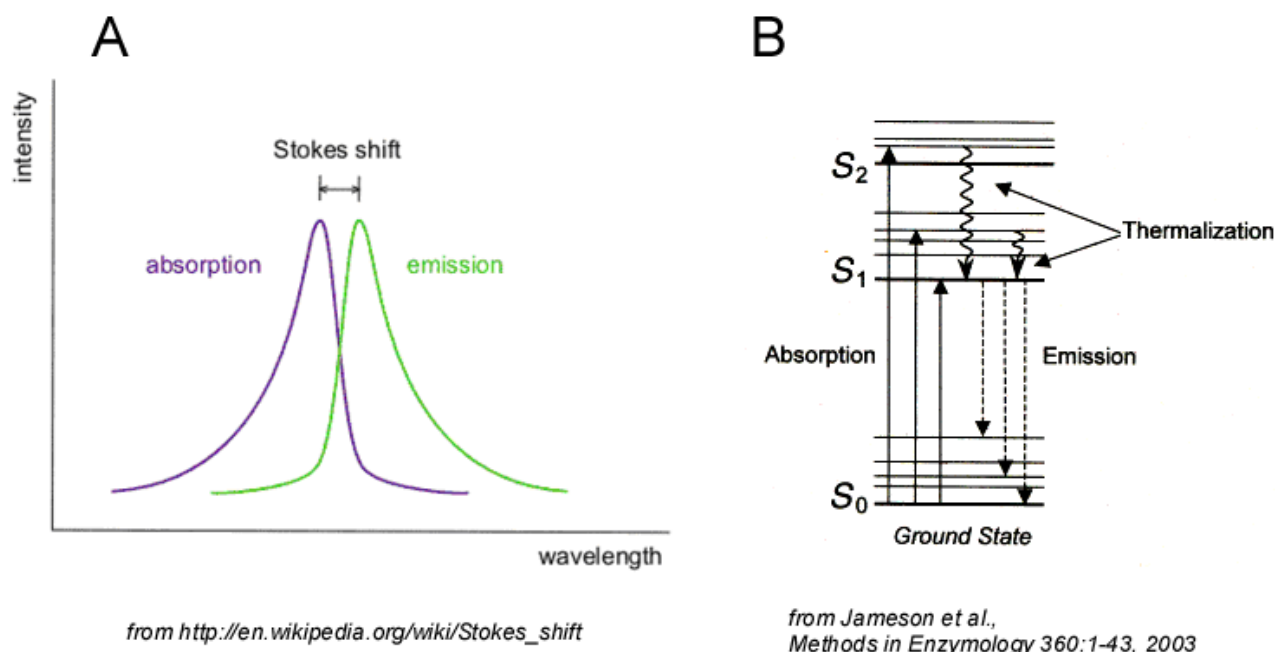 A
intensity
Stokes shift
absorption
emission
wavelength
from http://en.wikipedia.org/wiki/Stokes_shift
B
S2
Thermalization
S1
Absorption
Emission
S0
Ground State
from Jameson et al.,
Methods in Enzymology 360:1-43, 2003